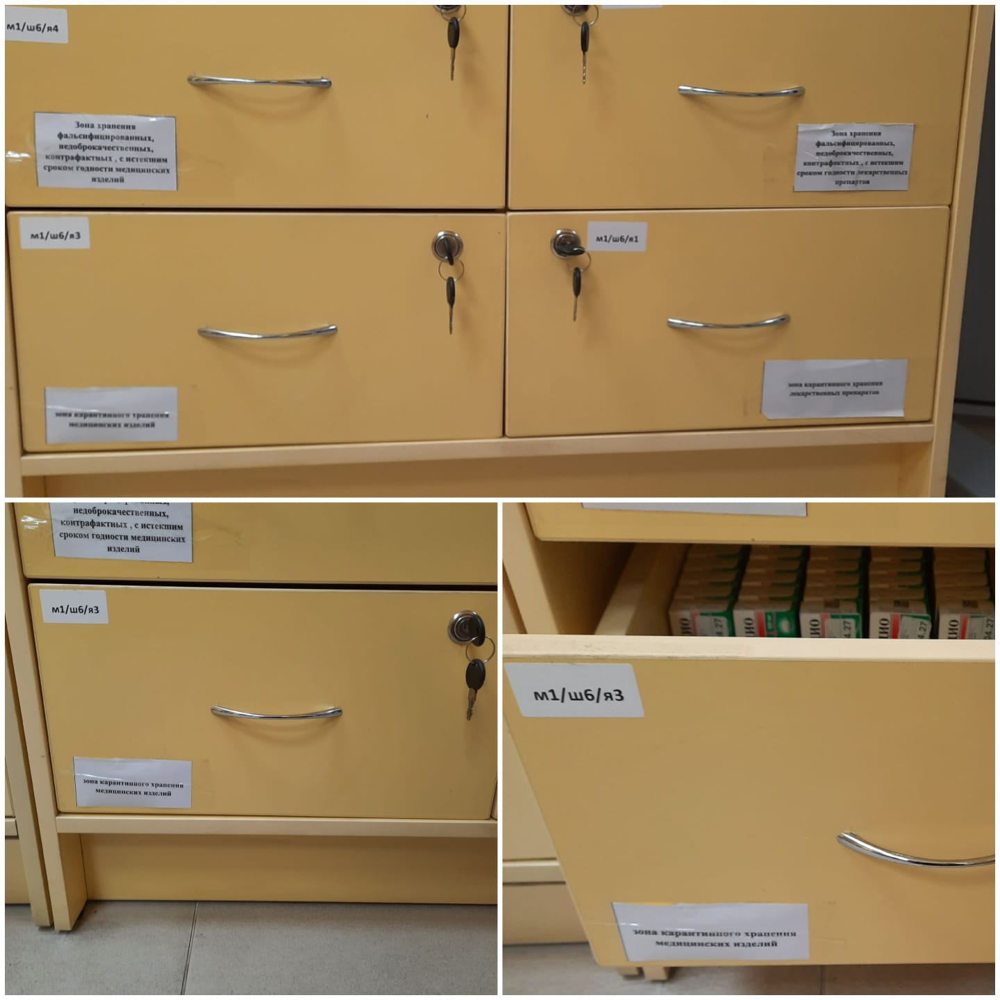 м1/ш6/я4
Зона хранения
фальсифицированных,
недоброкачественных,
контрафактных , с истекшим
сроком годности медицинских
изделий
Зона хранения
фальсифицированных,
недоброкачественных,
контрафактных , с истекшим
сроком годности лекарственных
препартов
м1/ш6/я3
м1/ш6/я1
зона карантинного хранения
медицинских изделий
зона карантинного хранения
лекарственных препаратов
недоброкачественных,
контрафактных , с истекшим
сроком годности медицинских
изделий
м1/ш6/я3
зона карантинного хранения
медицинских изделий
м1/ш6/я3
зона карантинного хранения
медицинских изделий